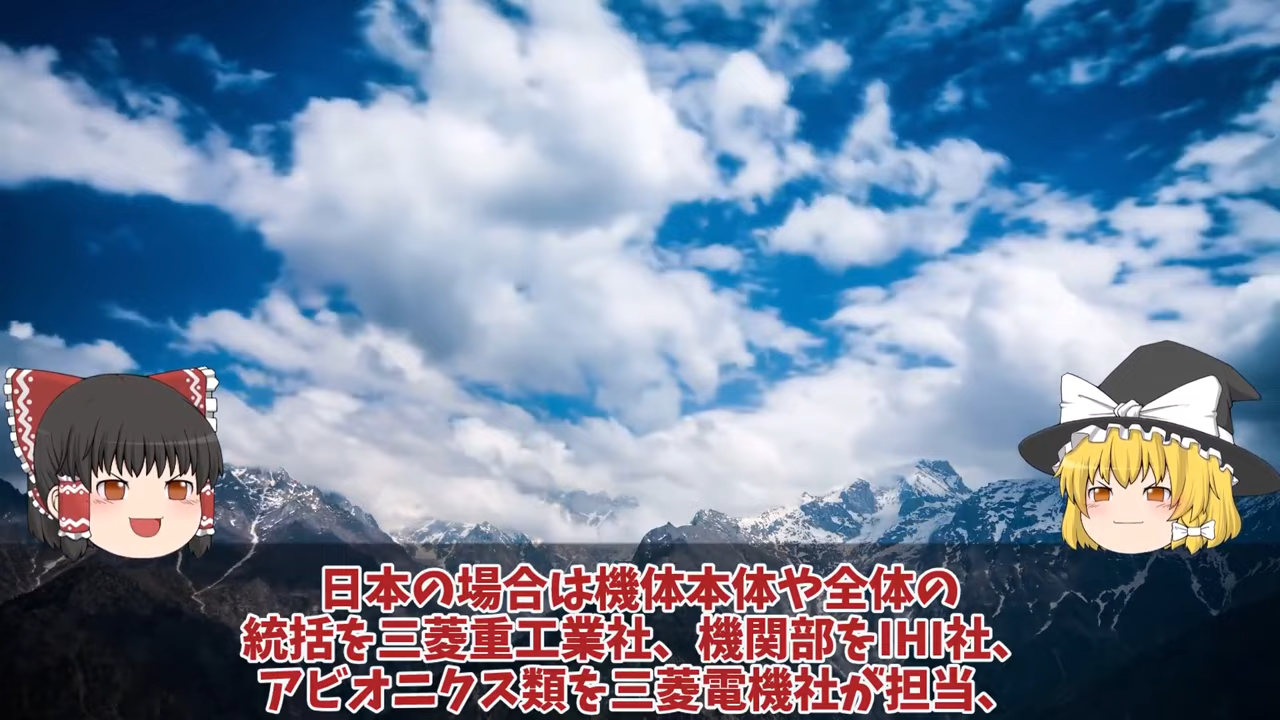 日本の場合は機体本体や全体の
統括を三菱重工業社、機関部をIHI社、
アビオニクス類を三菱電機社が担当、